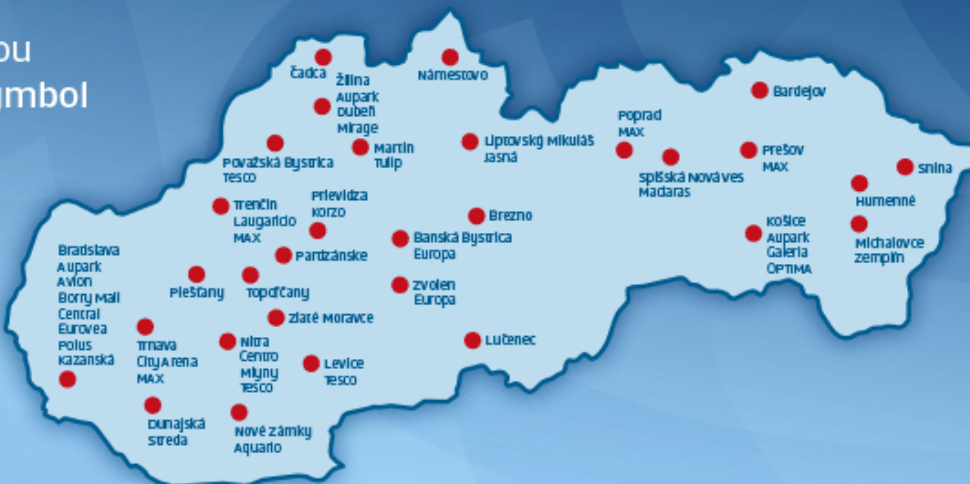 ou
mbol
Čadca
Žilina
Aupark
Dubeň
Mirage
Námestovo
Považská Bystrica
Tesco
Martin
Tulip
Liptovský Mikuláš
Jasná
Poprad
MAX
Spišská Nová ves
Madaras
Bardejov
Prešov
MAX
Snina
Humenné
Michalovce
Zemplín
Košice
Aupark
Galeria
OPTIMA
Trenčín
Laugaricio
MAX
Prievidza
Korzo
Partizánske
Brezno
Banská Bystrica
Europa
Zvolen
Europa
Piešťany
Topoľčany
Zlaté Moravce
Bratislava
Aupark
Avion
Borry Mall
Central
Eurovea
Polus
Kazanská
Trnava
City Arena
MAX
Nitra
Centro
Mlyny
Tesco
Levice
Tesco
Lučenec
Dunajská
Streda
Nové Zámky
Aquario